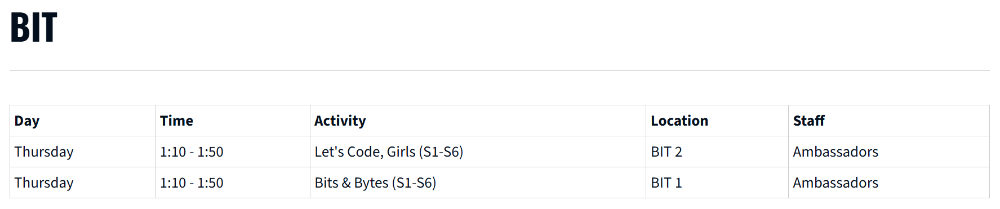 BIT
Day Time Activity Location Staff
Thursday 1:10 - 1:50 Let's Code, Girls (S1-S6) BIT 2 Ambassadors
Thursday 1:10 - 1:50 Bits & Bytes (S1-S6) BIT 1 Ambassadors